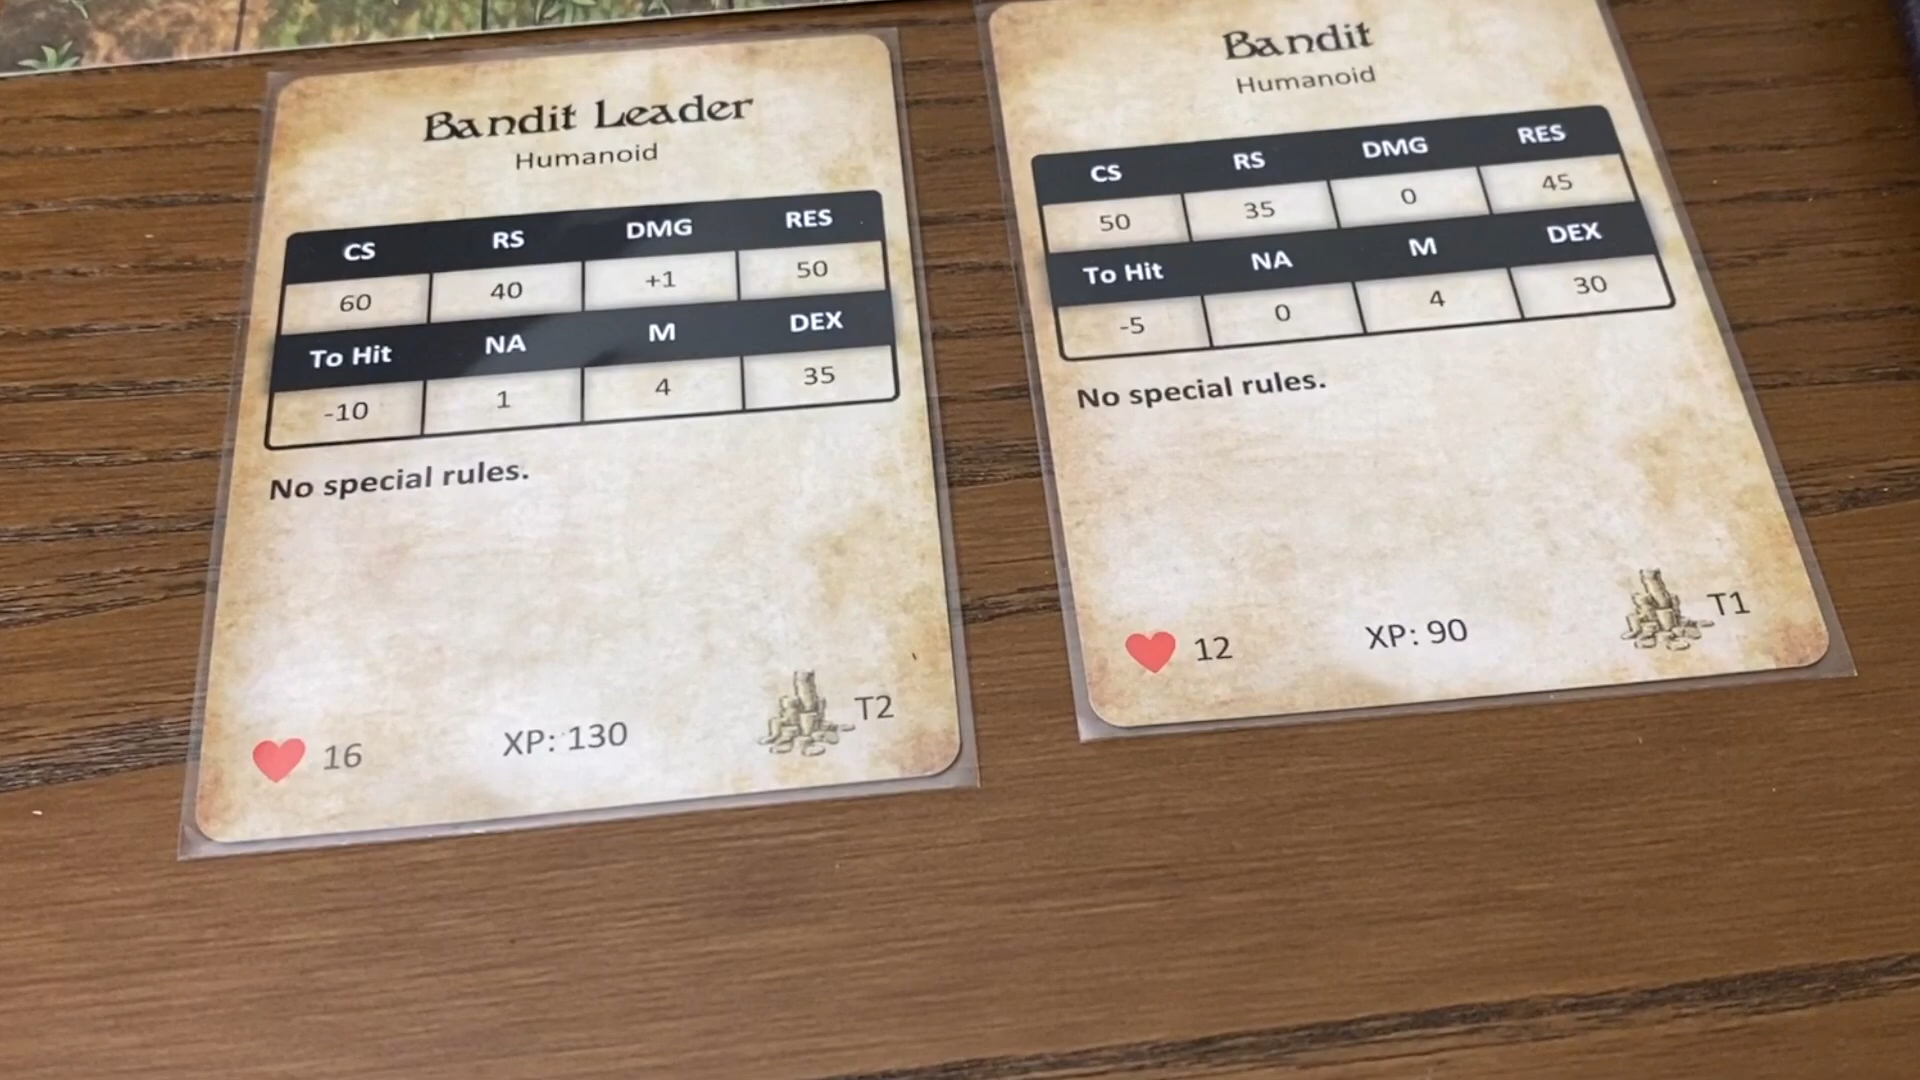 Bandit Leader
Humanoid
CS RS DMG RES
60 40 +1 50
To Hit NA M DEX
-10 1 4 35
No special rules.
16 XP: 130 T2
Bandit
Humanoid
CS RS DMG RES
50 35 0 45
To Hit NA M DEX
-5 0 4 30
No special rules.
12 XP: 90 T1